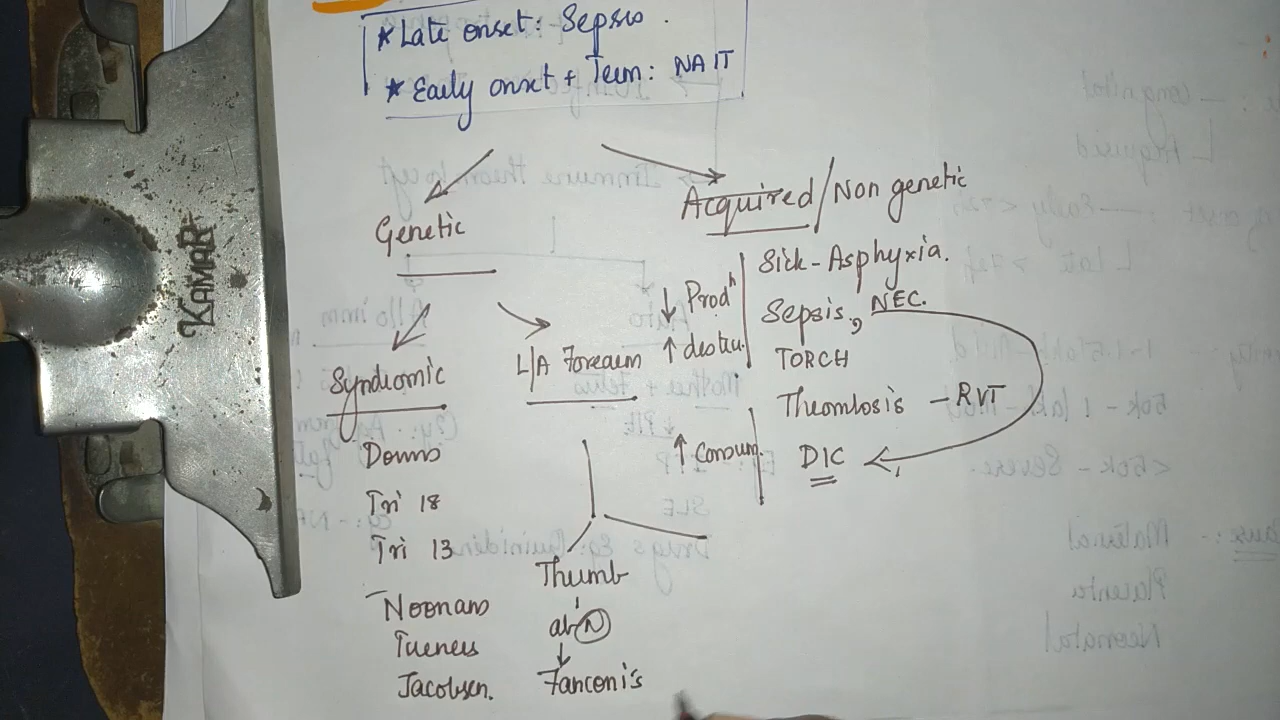 * Late onset: Sepsis.
* Early onset + Term: NAIT
Genetic
Acquired/Non genetic
Syndromic
L/A Forearm
Downs
Tri 18
Tri 13
Noonans
Turners
Jacobsen.
Thumb
abN
↓
Fanconi's
↓ Prodn
↑ destru.
Sick-Asphyxia.
Sepsis, NEC.
TORCH
↑ Consum.
Thrombosis - RVT
DIC
KAMAR